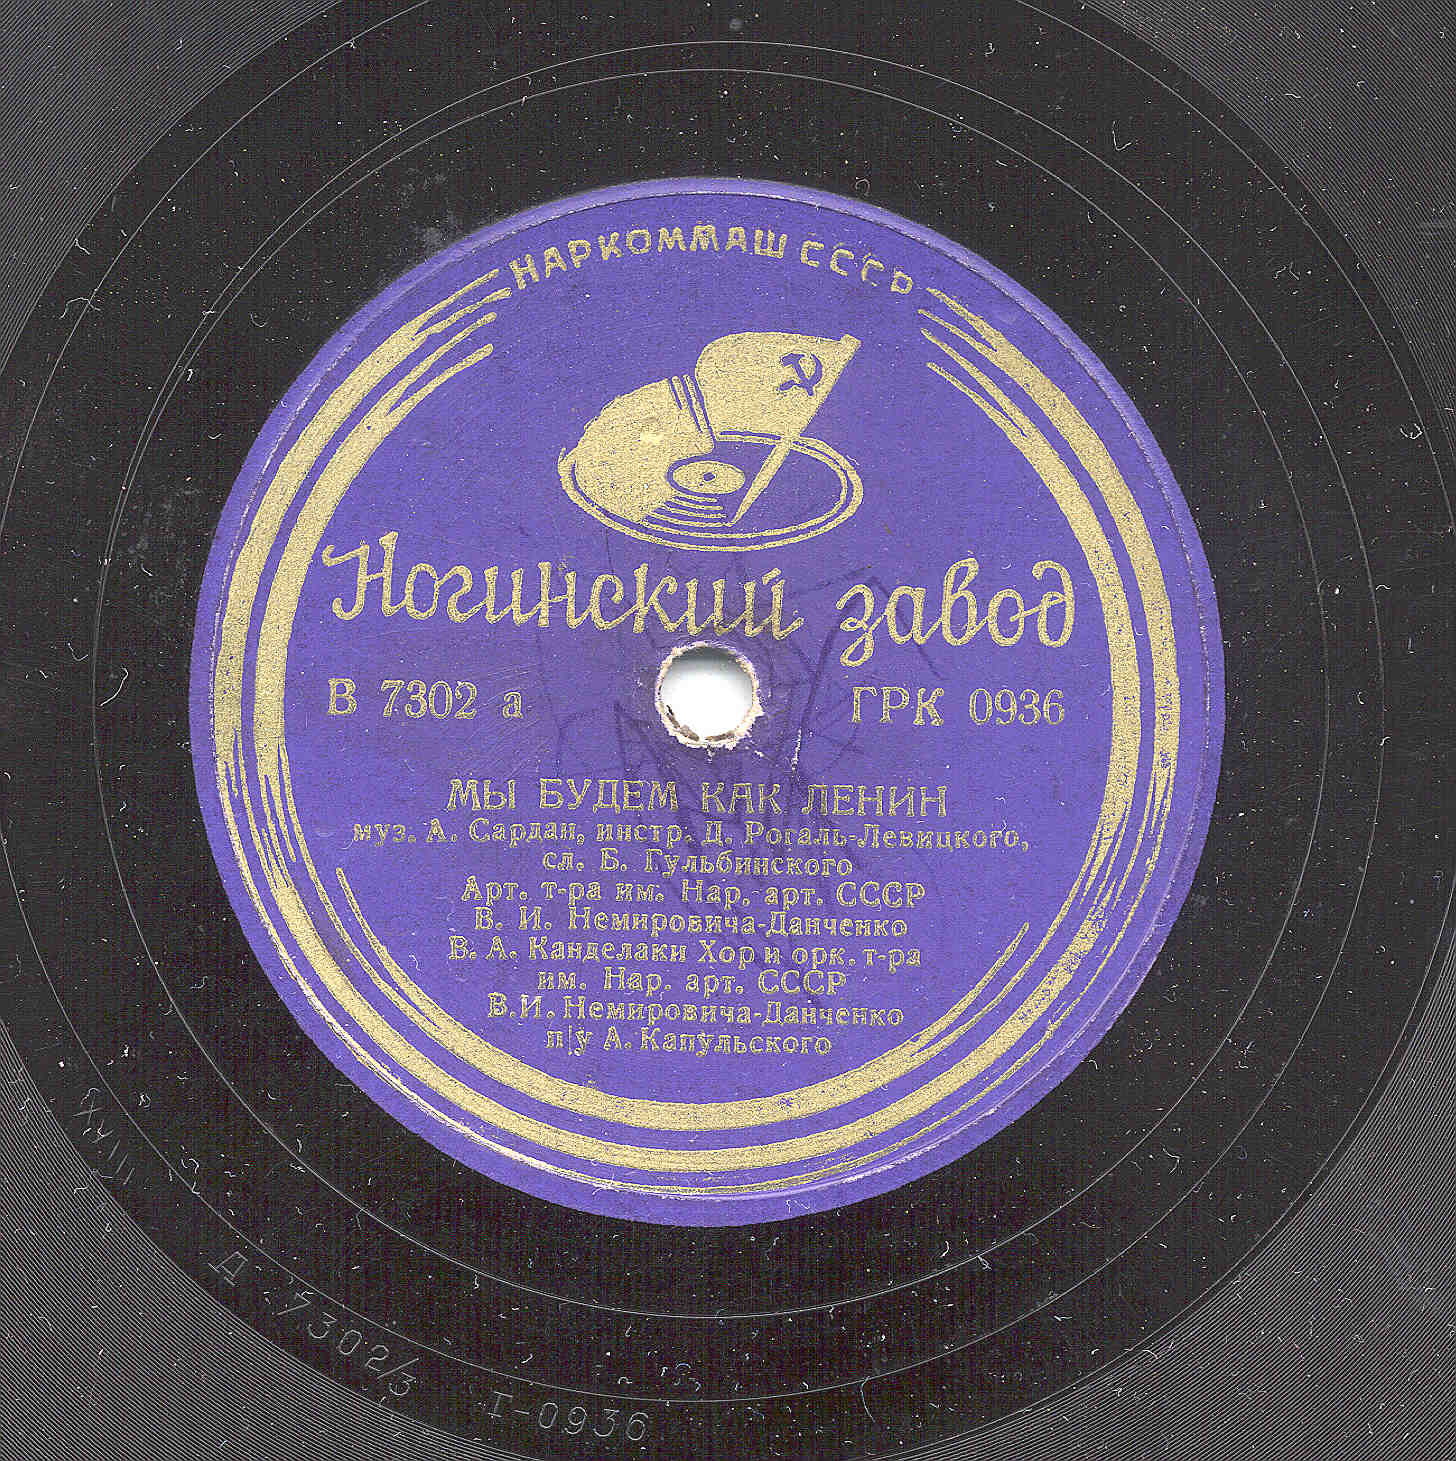 НАРКОММАШ СССР
Ногинский завод
В 7302 а ГРК 0936
МЫ БУДЕМ КАК ЛЕНИН
муз. А. Сардан, инстр. Д. Рогаль-Левицкого,
сл. Б. Гульбинского
Арт. т-ра им. Нар. арт. СССР
В. И. Немировича-Данченко
В. А. Канделаки Хор и орк. т-ра
им. Нар. арт. СССР
В.И. Немировича-Данченко
п/у А. Капульского
Д 7302/3 I-0936